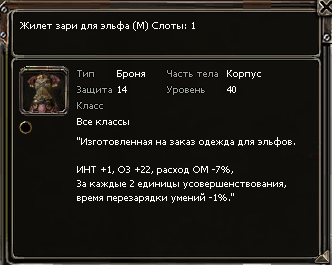 Жилет зари для эльфа (М) Слоты: 1
Тип Броня Часть тела Корпус
Защита 14 Уровень 40
Класс
Все классы
"Изготовленная на заказ одежда для эльфов.
ИНТ +1, ОЗ +22, расход ОМ -7%,
За каждые 2 единицы усовершенствования,
время перезарядки умений -1%."